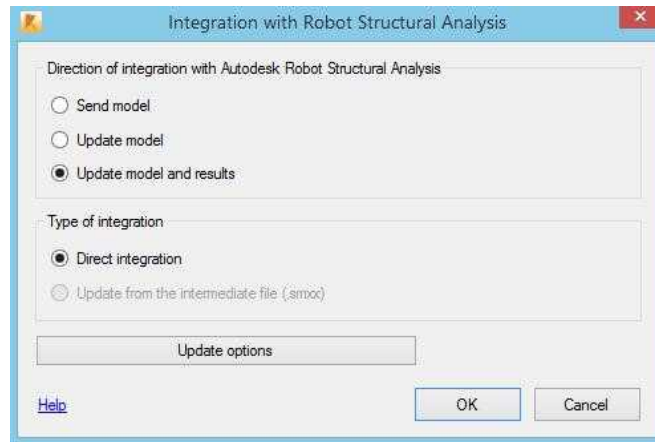 Integration with Robot Structural Analysis
Direction of integration with Autodesk Robot Structural Analysis
Send model
Update model
Update model and results
Type of integration
Direct integration
Update from the intermediate file (.smxx)
Update options
Help
OK
Cancel